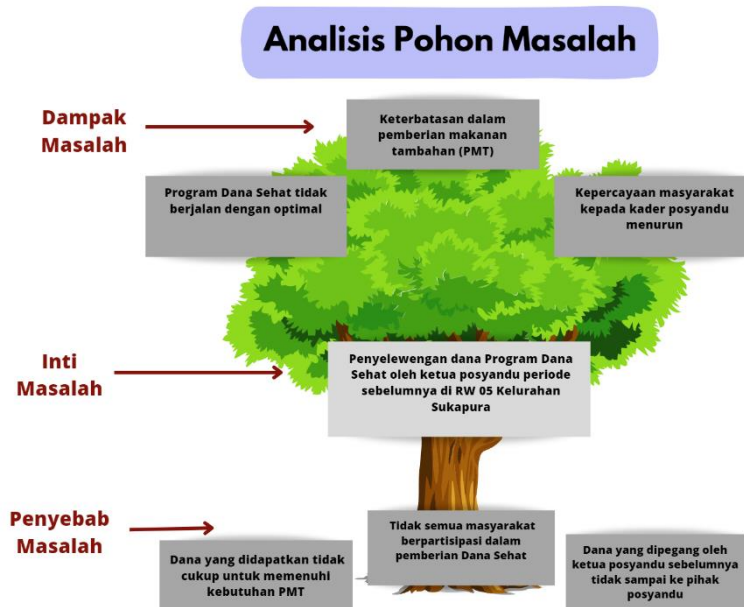 Analisis Pohon Masalah
Dampak
Masalah
Keterbatasan dalam
pemberian makanan
tambahan (PMT)
Program Dana Sehat tidak
berjalan dengan optimal
Kepercayaan masyarakat
kepada kader posyandu
menurun
Inti
Masalah
Penyelewengan dana Program Dana
Sehat oleh ketua posyandu periode
sebelumnya di RW 05 Kelurahan
Sukapura
Penyebab
Masalah
Tidak semua masyarakat
berpartisipasi dalam
pemberian Dana Sehat
Dana yang didapatkan tidak
cukup untuk memenuhi
kebutuhan PMT
Dana yang dipegang oleh
ketua posyandu sebelumnya
tidak sampai ke pihak
posyandu